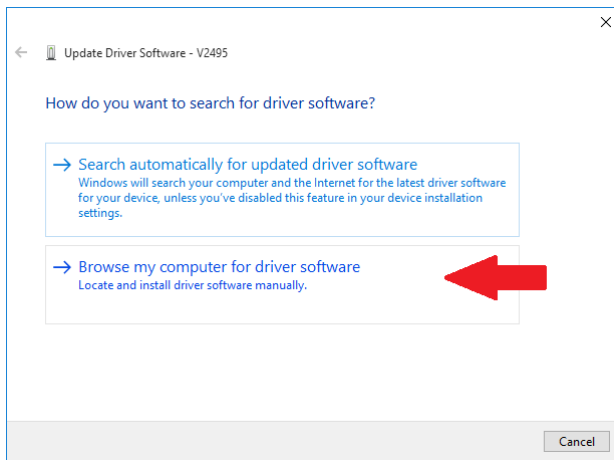 Update Driver Software - V2495
How do you want to search for driver software?
Search automatically for updated driver software
Windows will search your computer and the Internet for the latest driver software
for your device, unless you've disabled this feature in your device installation
settings.
Browse my computer for driver software
Locate and install driver software manually.
Cancel